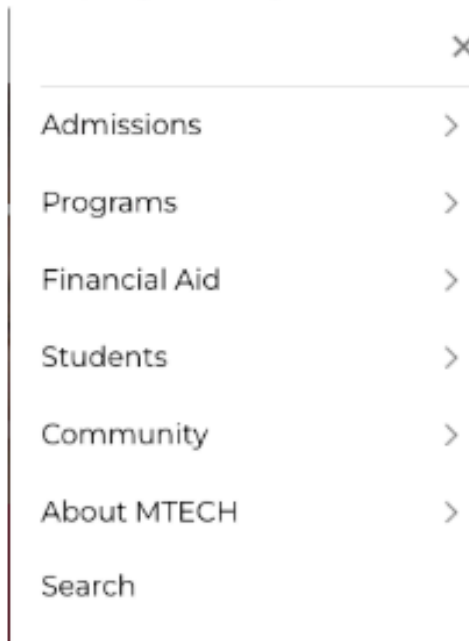 Admissions
Programs
Financial Aid
Students
Community
About MTECH
Search